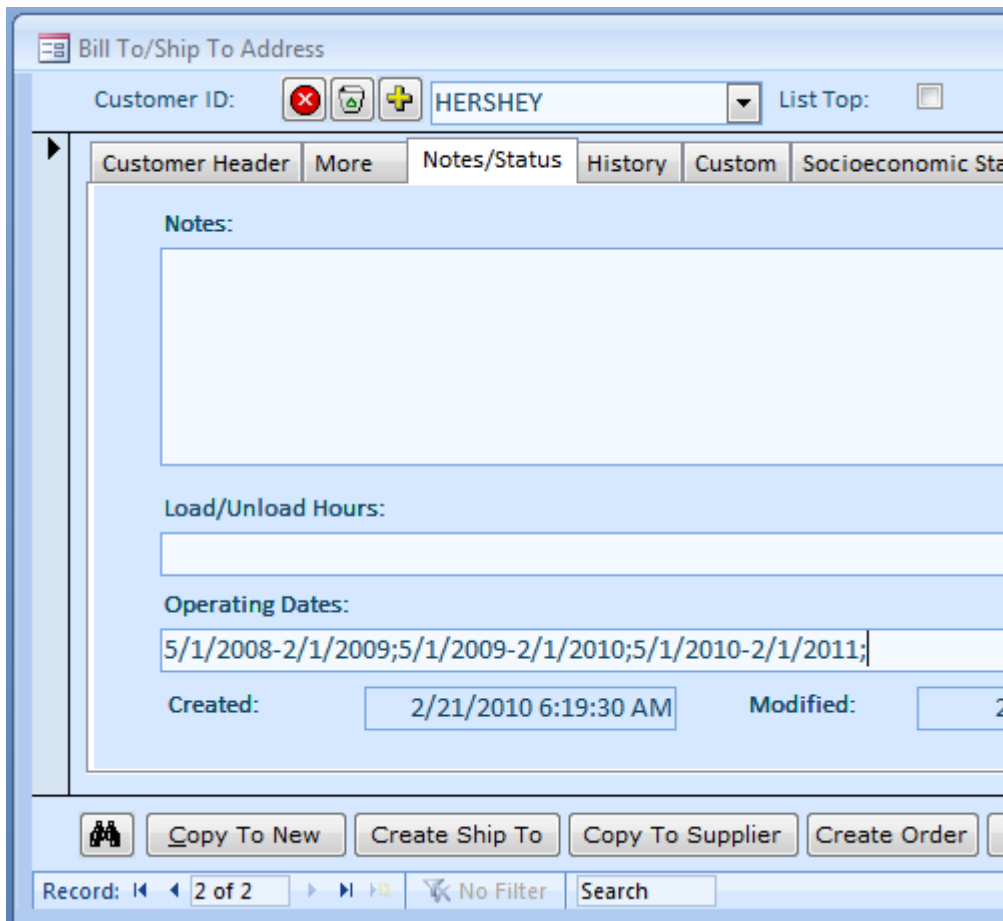 Bill To/Ship To Address
Customer ID: HERSHEY List Top:
Customer Header More Notes/Status History Custom Socioeconomic Sta
Notes:
Load/Unload Hours:
Operating Dates:
5/1/2008-2/1/2009;5/1/2009-2/1/2010;5/1/2010-2/1/2011;
Created: 2/21/2010 6:19:30 AM Modified: 2
Copy To New Create Ship To Copy To Supplier Create Order
Record: 2 of 2 No Filter Search